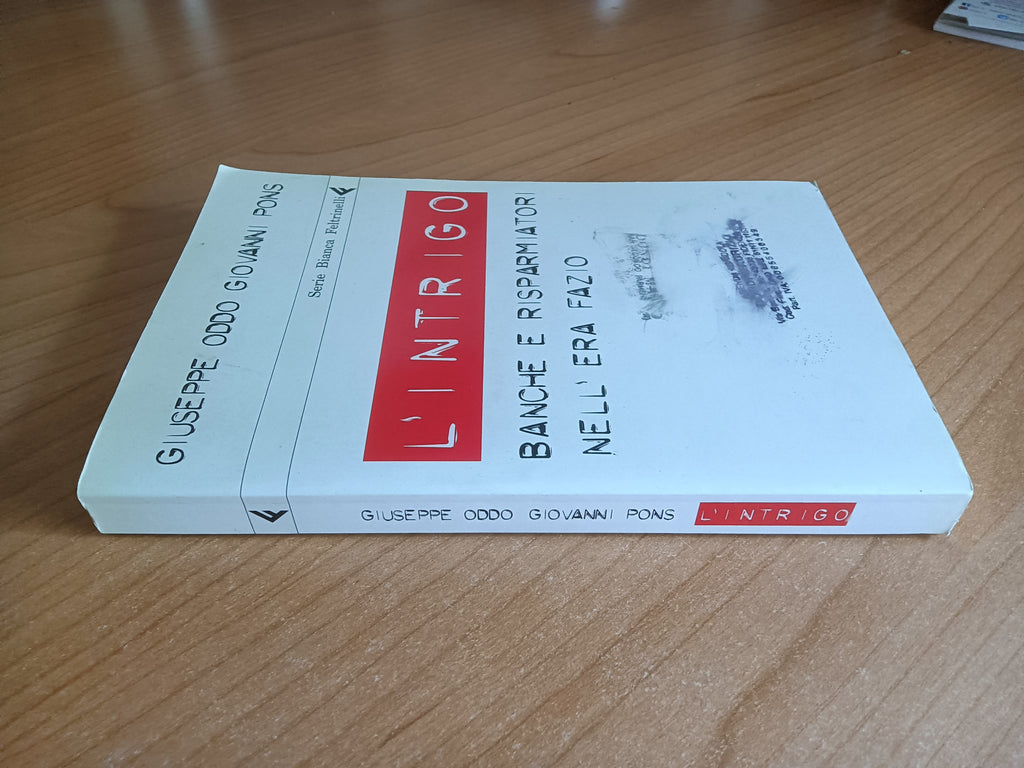 GIUSEPPE ODDO GIOVANNI PONS
Serie Bianca Feltrinelli
L'INTRIGO
BANCHE E RISPARMIATORI
NELL'ERA FAZIO
GIUSEPPE ODDO GIOVANNI PONS L'INTRIGO